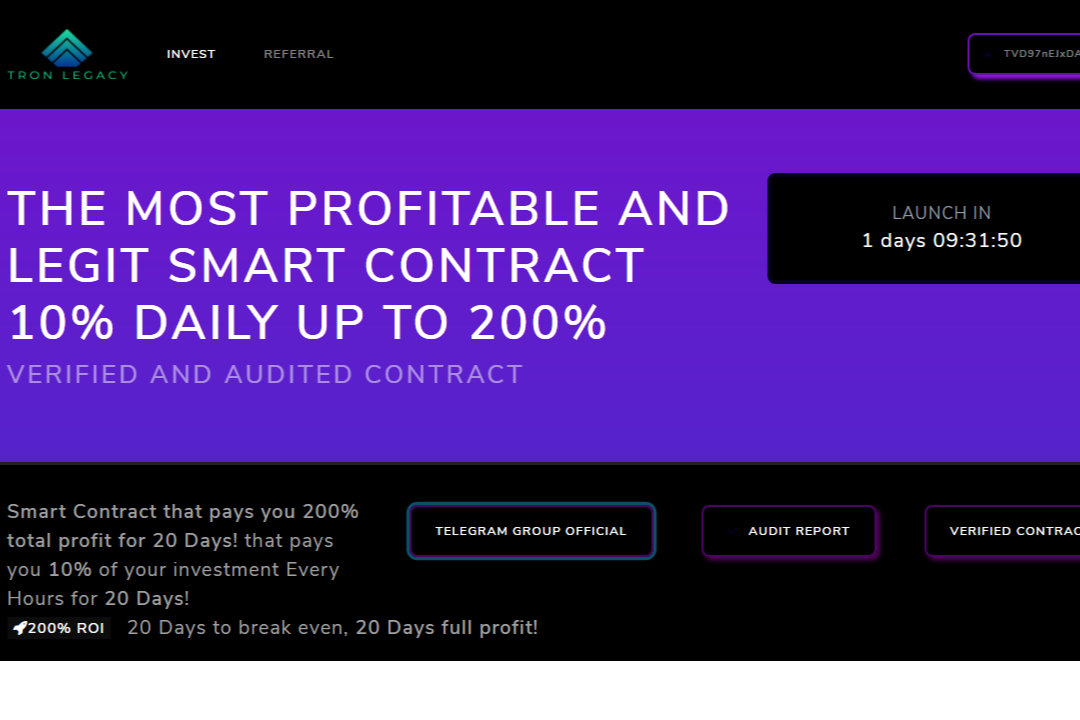 TRON LEGACY
INVEST
REFERRAL
TVD97nEJxDA
THE MOST PROFITABLE AND
LEGIT SMART CONTRACT
10% DAILY UP TO 200%
VERIFIED AND AUDITED CONTRACT
LAUNCH IN
1 days 09:31:50
Smart Contract that pays you 200%
total profit for 20 Days! that pays
you 10% of your investment Every
Hours for 20 Days!
200% ROI 20 Days to break even, 20 Days full profit!
TELEGRAM GROUP OFFICIAL
AUDIT REPORT
VERIFIED CONTRAC